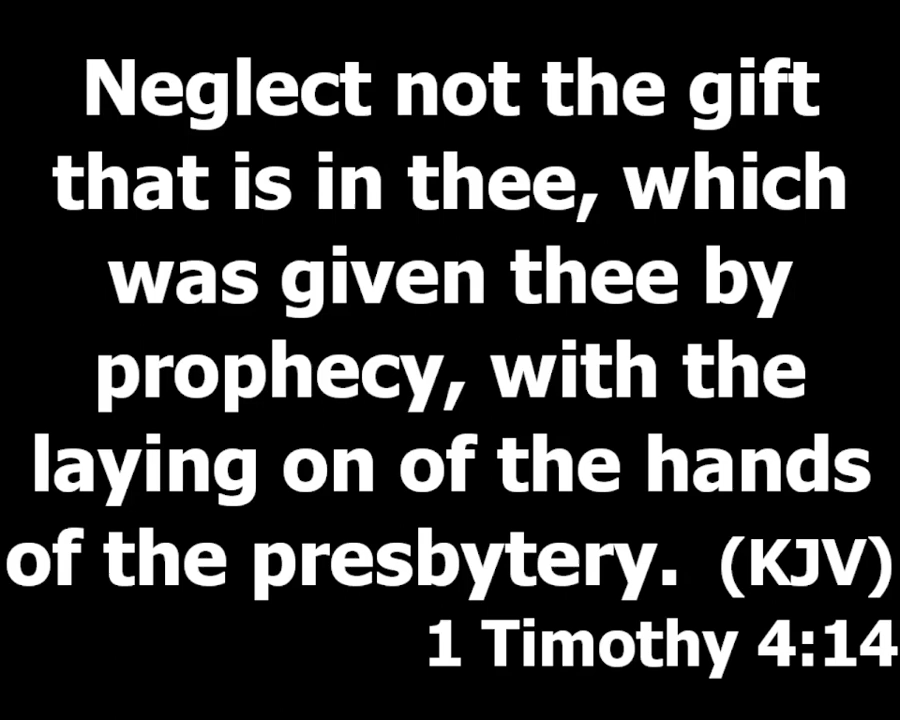 Neglect not the gift
that is in thee, which
was given thee by
prophecy, with the
laying on of the hands
of the presbytery. (KJV)
1 Timothy 4:14